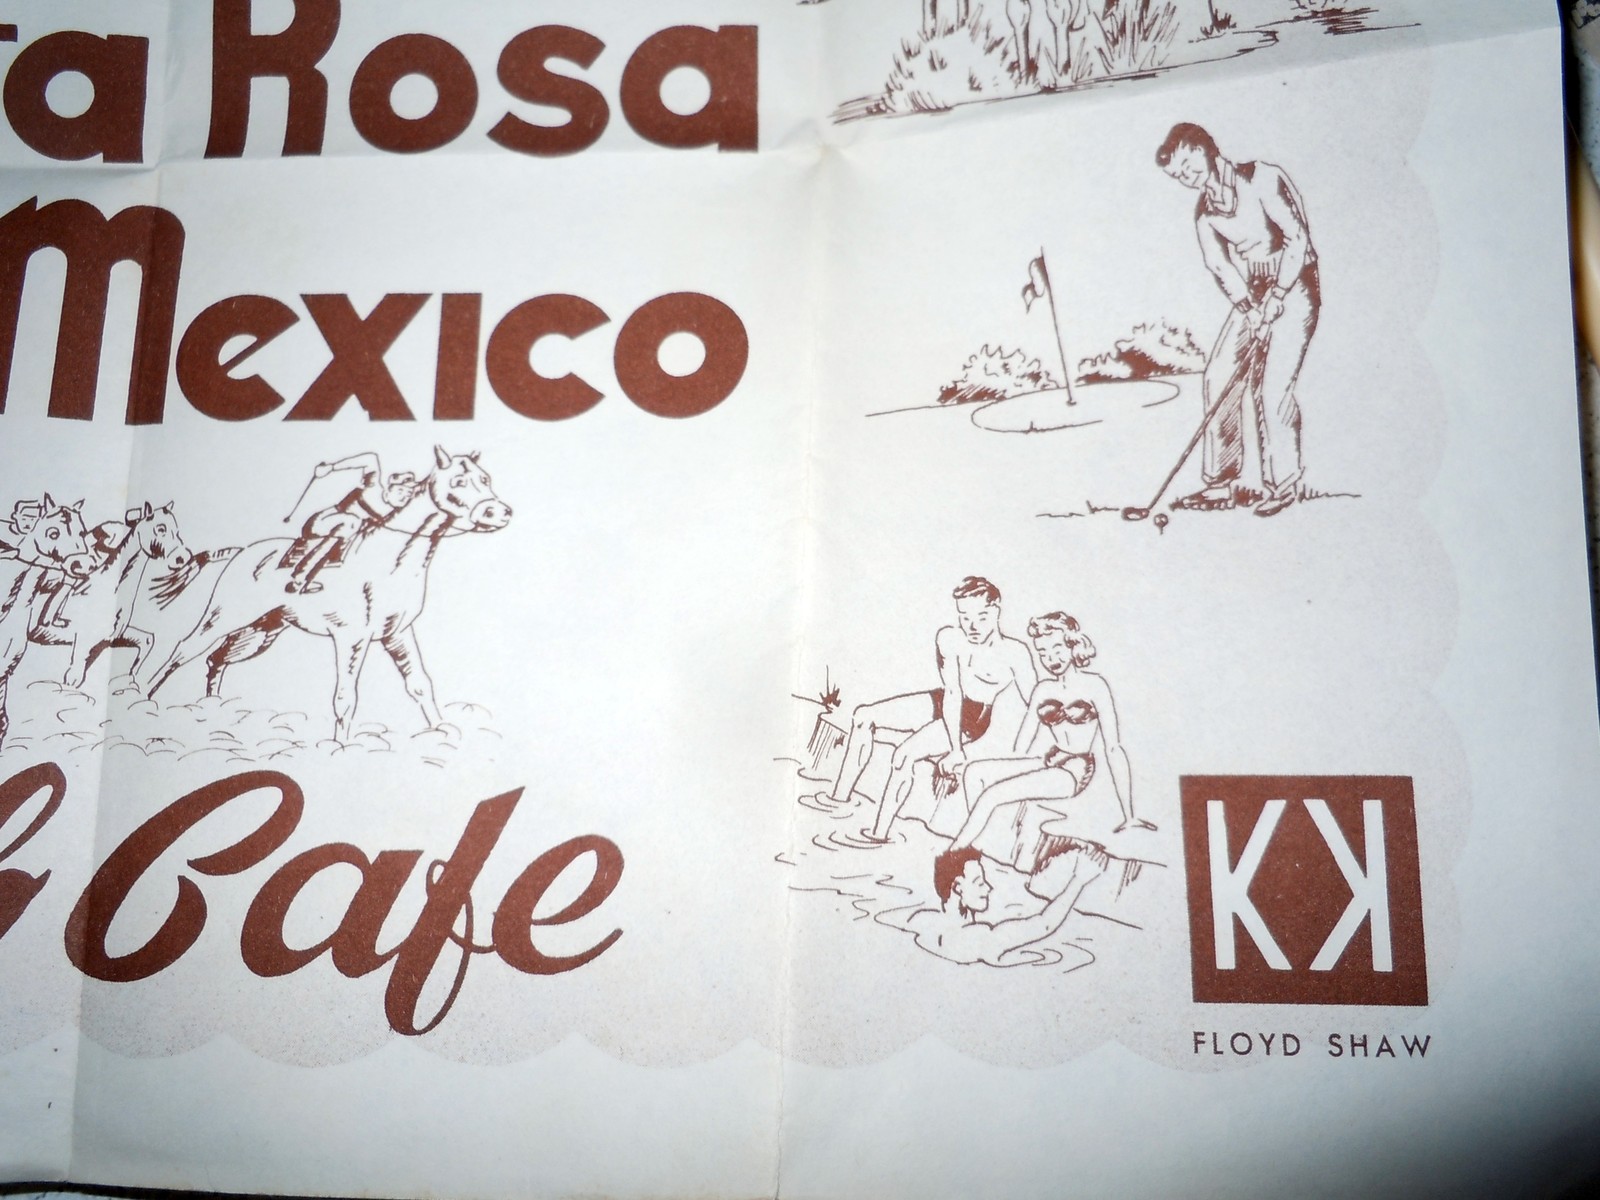 ta Rosa
Mexico
Cafe
KK
FLOYD SHAW